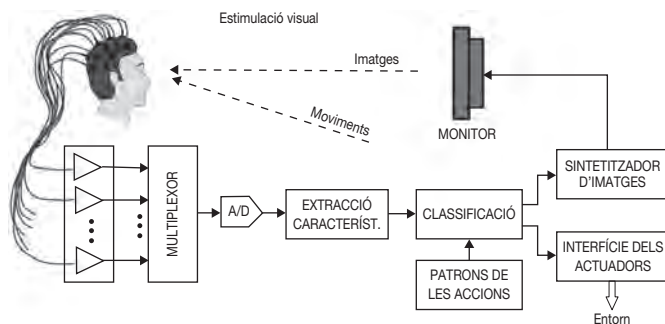 Estimulació visual
Imatges
Moviments
MONITOR
SINTETITZADOR
D'IMATGES
MULTIPLEXOR
A/D
EXTRACCIÓ
CARACTERÍST.
CLASSIFICACIÓ
INTERFÍCIE DELS
ACTUADORS
PATRONS DE
LES ACCIONS
Entorn